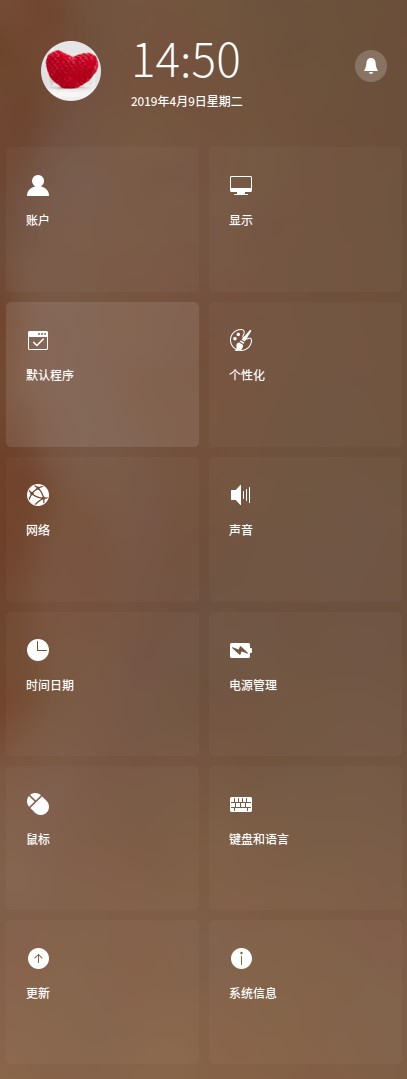 14:50
2019年4月9日星期二
账户
显示
默认程序
个性化
网络
声音
时间日期
电源管理
鼠标
键盘和语言
更新
系统信息